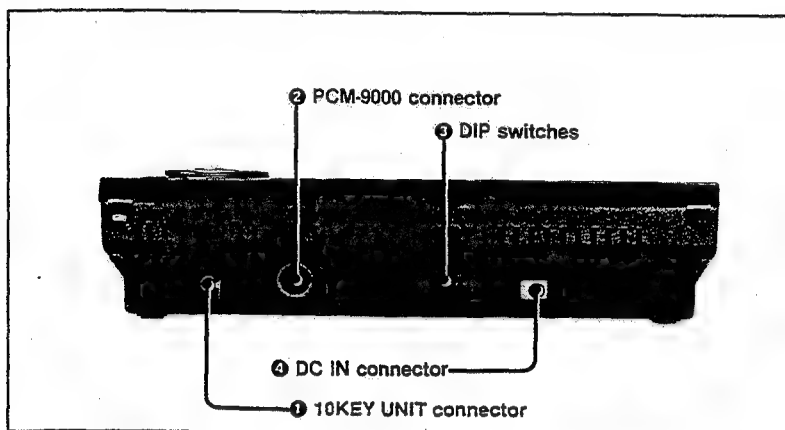 ❷ PCM-9000 connector
❸ DIP switches
❹ DC IN connector
❶ 10KEY UNIT connector